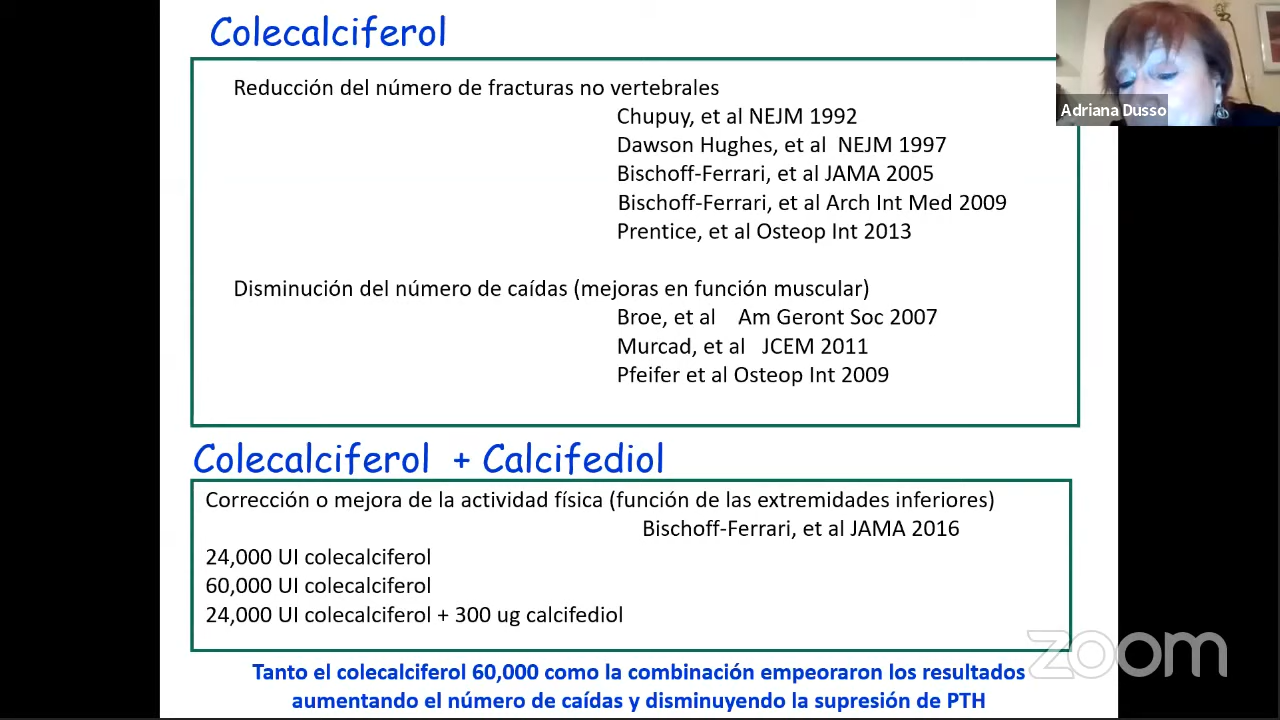 Colecalciferol
Adriana Dusso
Reducción del número de fracturas no vertebrales
Chupuy, et al NEJM 1992
Dawson Hughes, et al NEJM 1997
Bischoff-Ferrari, et al JAMA 2005
Bischoff-Ferrari, et al Arch Int Med 2009
Prentice, et al Osteop Int 2013
Disminución del número de caídas (mejoras en función muscular)
Broe, et al Am Geront Soc 2007
Murcad, et al JCEM 2011
Pfeifer et al Osteop Int 2009
Colecalciferol + Calcifediol
Corrección o mejora de la actividad física (función de las extremidades inferiores)
Bischoff-Ferrari, et al JAMA 2016
24,000 UI colecalciferol
60,000 UI colecalciferol
24,000 UI colecalciferol + 300 ug calcifediol
zoom
Tanto el colecalciferol 60,000 como la combinación empeoraron los resultados
aumentando el número de caídas y disminuyendo la supresión de PTH